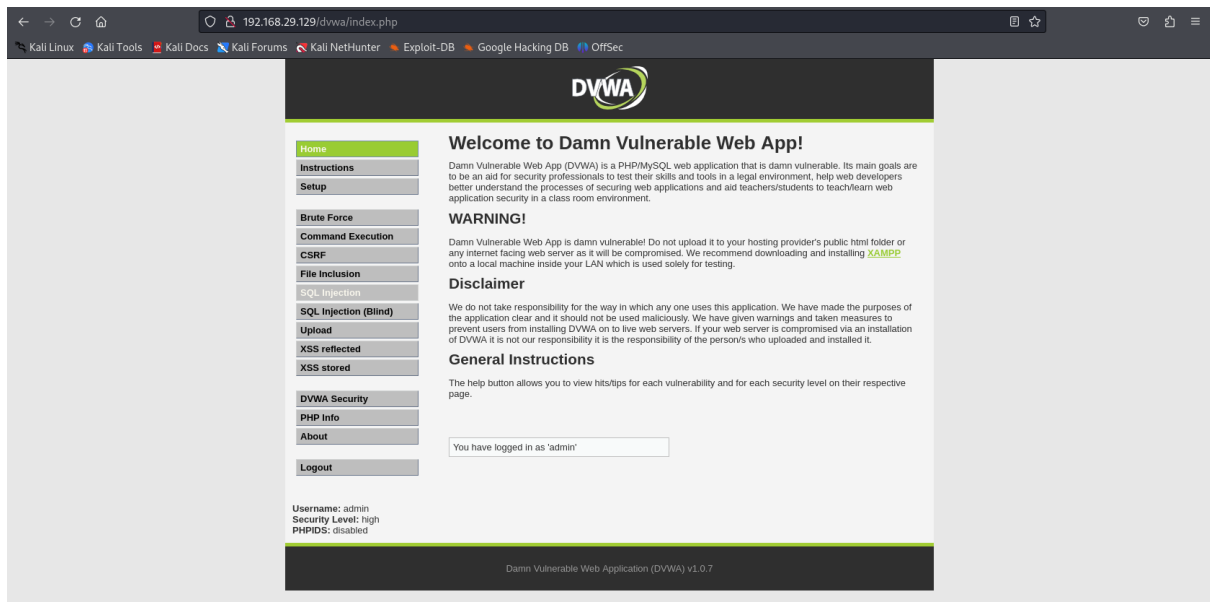 192.168.29.129/dvwa/index.php
Kali Linux Kali Tools Kali Docs Kali Forums Kali NetHunter Exploit-DB Google Hacking DB OffSec
DVWA
Home
Instructions
Setup
Brute Force
Command Execution
CSRF
File Inclusion
SQL Injection
SQL Injection (Blind)
Upload
XSS reflected
XSS stored
DVWA Security
PHP Info
About
Logout
Username: admin
Security Level: high
PHPIDS: disabled
Welcome to Damn Vulnerable Web App!
Damn Vulnerable Web App (DVWA) is a PHP/MySQL web application that is damn vulnerable. Its main goals are
to be an aid for security professionals to test their skills and tools in a legal environment, help web developers
better understand the processes of securing web applications and aid teachers/students to teach/learn web
application security in a class room environment.
WARNING!
Damn Vulnerable Web App is damn vulnerable! Do not upload it to your hosting provider's public html folder or
any internet facing web server as it will be compromised. We recommend downloading and installing XAMPP
onto a local machine inside your LAN which is used solely for testing.
Disclaimer
We do not take responsibility for the way in which any one uses this application. We have made the purposes of
the application clear and it should not be used maliciously. We have given warnings and taken measures to
prevent users from installing DVWA on to live web servers. If your web server is compromised via an installation
of DVWA it is not our responsibility it is the responsibility of the person/s who uploaded and installed it.
General Instructions
The help button allows you to view hits/tips for each vulnerability and for each security level on their respective
page.
You have logged in as 'admin'
Damn Vulnerable Web Application (DVWA) v1.0.7